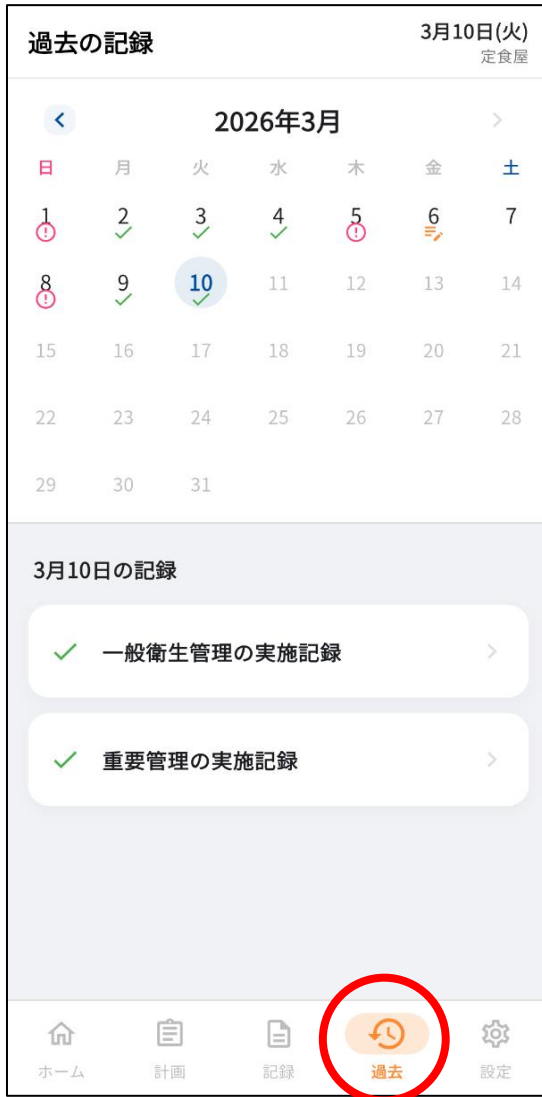 過去の記録
3月10日(火)
定食屋
2026年3月
日 月 火 水 木 金 土
1 2 3 4 5 6 7
8 9 10 11 12 13 14
15 16 17 18 19 20 21
22 23 24 25 26 27 28
29 30 31
3月10日の記録
一般衛生管理の実施記録
重要管理の実施記録
ホーム 計画 記録 過去 設定